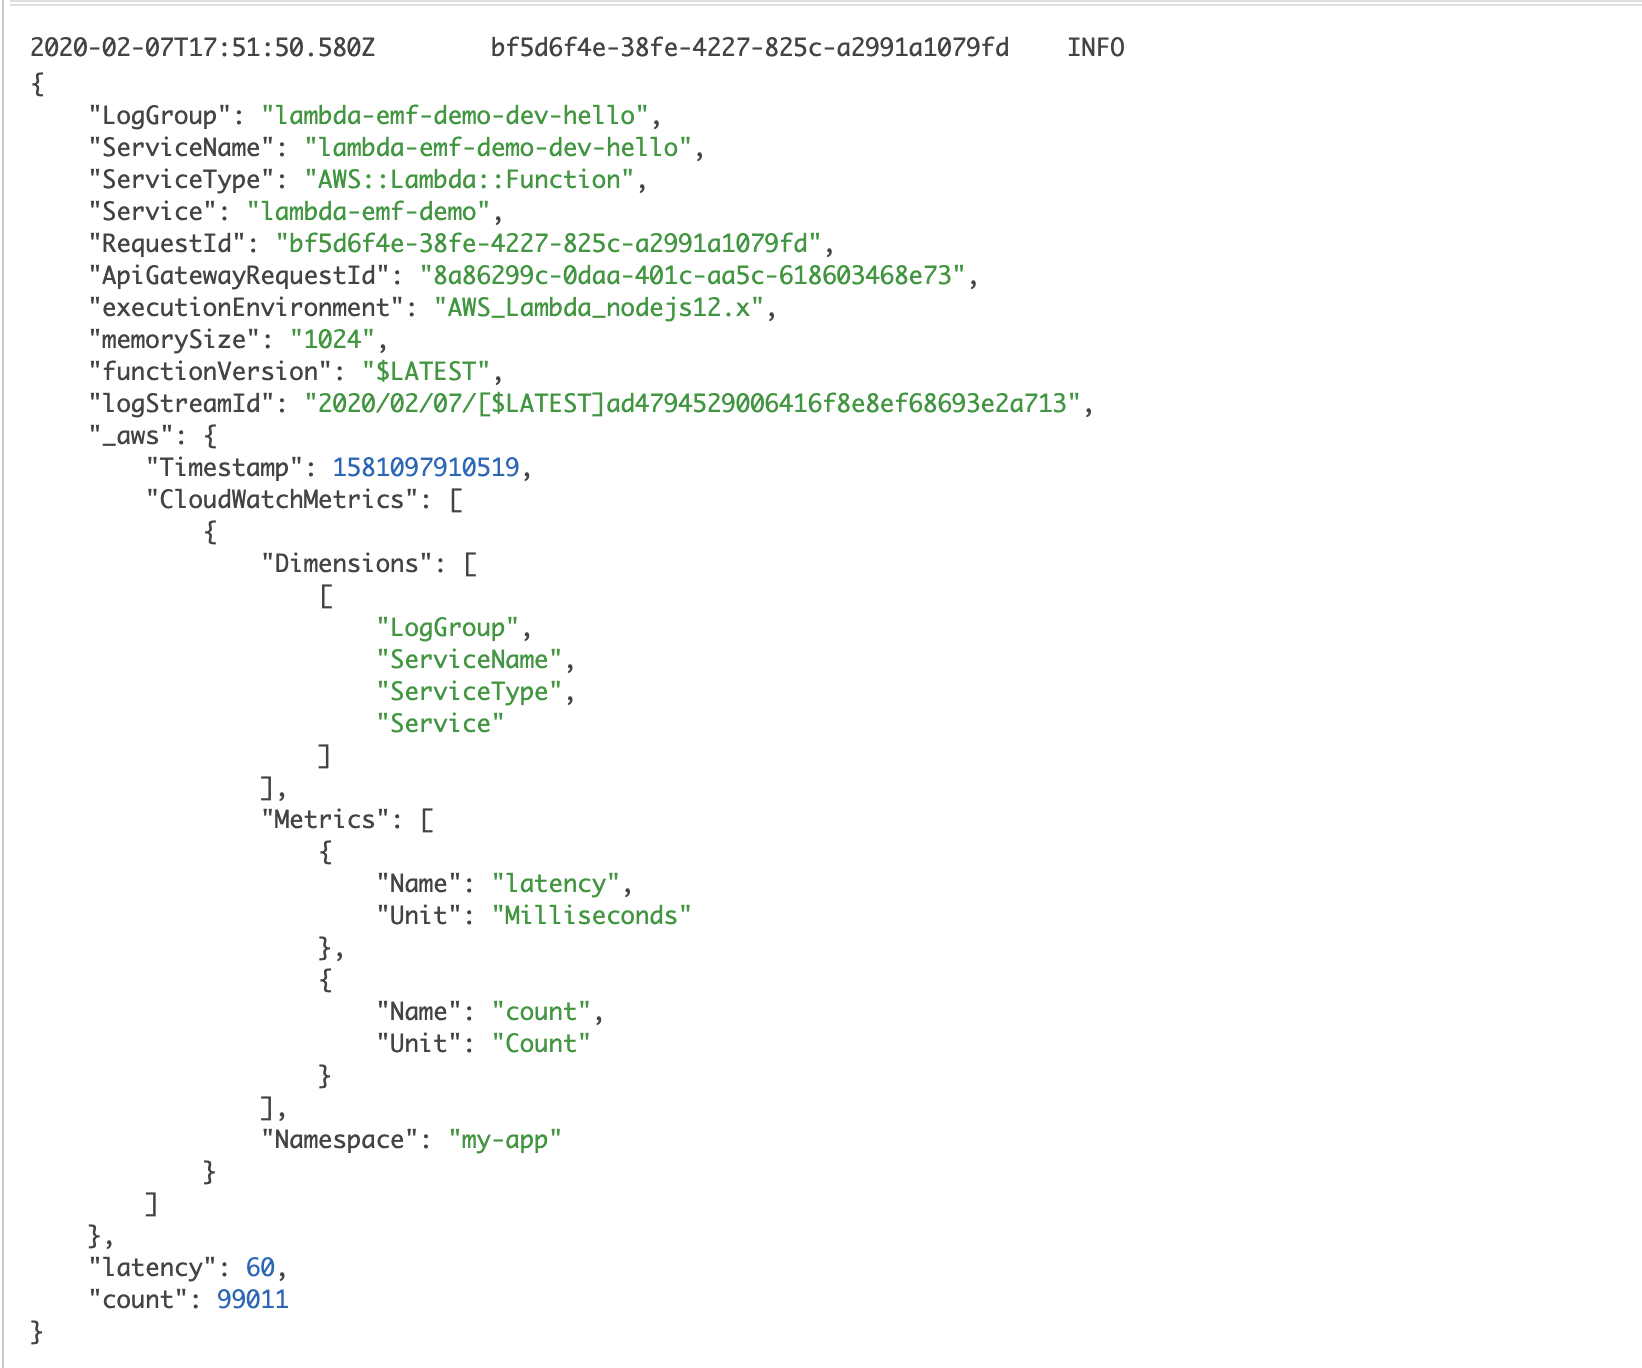 2020-02-07T17:51:50.580Z        bf5d6f4e-38fe-4227-825c-a2991a1079fd    INFO
{
    "LogGroup": "lambda-emf-demo-dev-hello",
    "ServiceName": "lambda-emf-demo-dev-hello",
    "ServiceType": "AWS::Lambda::Function",
    "Service": "lambda-emf-demo",
    "RequestId": "bf5d6f4e-38fe-4227-825c-a2991a1079fd",
    "ApiGatewayRequestId": "8a86299c-0daa-401c-aa5c-618603468e73",
    "executionEnvironment": "AWS_Lambda_nodejs12.x",
    "memorySize": "1024",
    "functionVersion": "$LATEST",
    "logStreamId": "2020/02/07/[$LATEST]ad4794529006416f8e8ef68693e2a713",
    "_aws": {
        "Timestamp": 1581097910519,
        "CloudWatchMetrics": [
            {
                "Dimensions": [
                    [
                        "LogGroup",
                        "ServiceName",
                        "ServiceType",
                        "Service"
                    ]
                ],
                "Metrics": [
                    {
                        "Name": "latency",
                        "Unit": "Milliseconds"
                    },
                    {
                        "Name": "count",
                        "Unit": "Count"
                    }
                ],
                "Namespace": "my-app"
            }
        ]
    },
    "latency": 60,
    "count": 99011
}